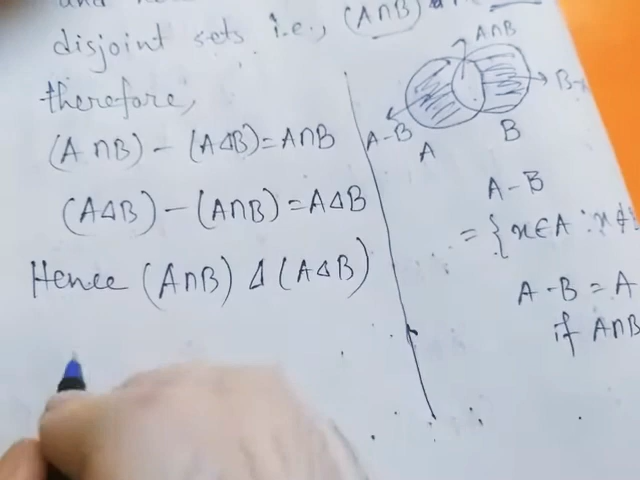 disjoint sets i.e., (A∩B)
therefore,
(A∩B) - (AΔB) = A∩B
(AΔB) - (A∩B) = AΔB
Hence (A∩B) Δ (AΔB)
A∩B
A-B
A
B
A-B
= {x∈A : x∉
A-B = A
if A∩B